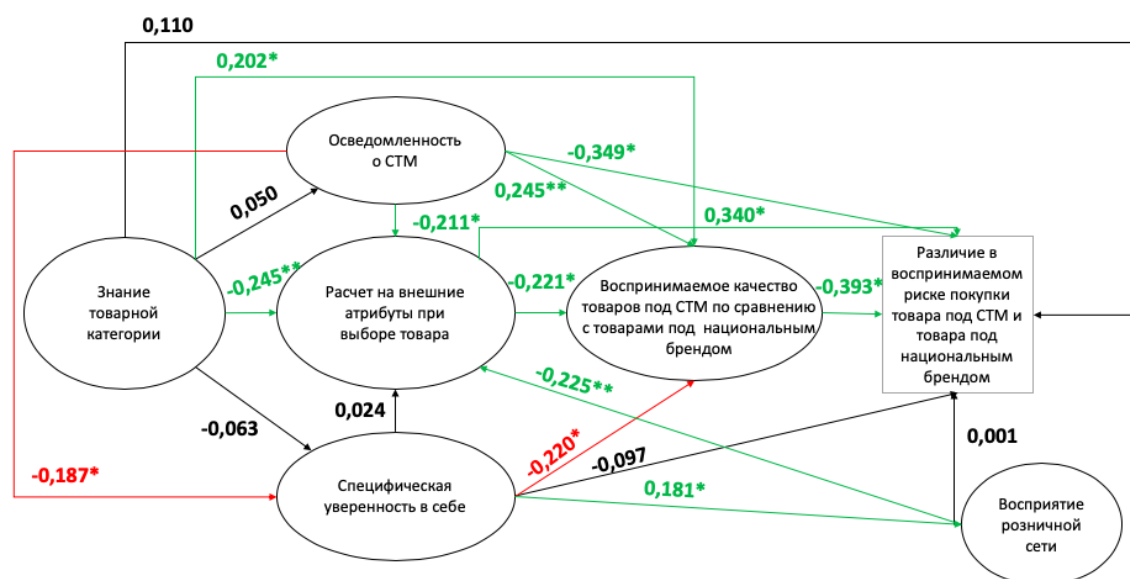 0,110
0,202*
Осведомленность
о СТМ
-0,349*
0,245**
0,050
-0,211*
0,340*
Знание
товарной
категории
-0,245**
Расчет на внешние
атрибуты при
выборе товара
-0,221*
Воспринимаемое качество
товаров под СТМ по сравнению
с товарами под национальным
брендом
-0,393*
Различие в
воспринимаемом
риске покупки
товара под СТМ и
товара под
национальным
брендом
-0,225**
-0,063
0,024
-0,220*
-0,097
0,001
-0,187*
Специфическая
уверенность в себе
0,181*
Восприятие
розничной
сети